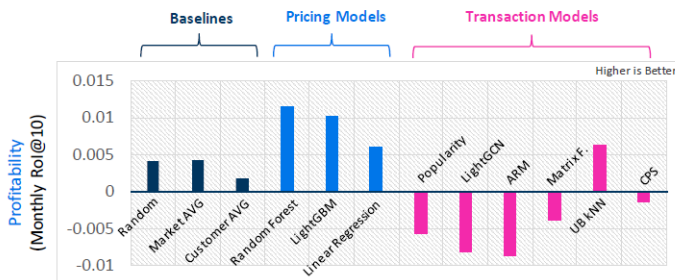 Baselines
Pricing Models
Transaction Models
Higher is Better
Profitability
(Monthly RoI@10)
0.015
0.01
0.005
0
-0.005
-0.01
Random
Market AVG
Customer AVG
Random Forest
LightGBM
Linear Regression
Popularity
LightGCN
ARM
Matrix F.
UB kNN
CPS